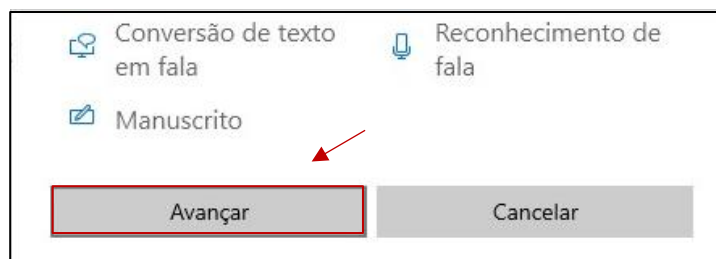 Conversão de texto
em fala
Reconhecimento de
fala
Manuscrito
Avançar
Cancelar